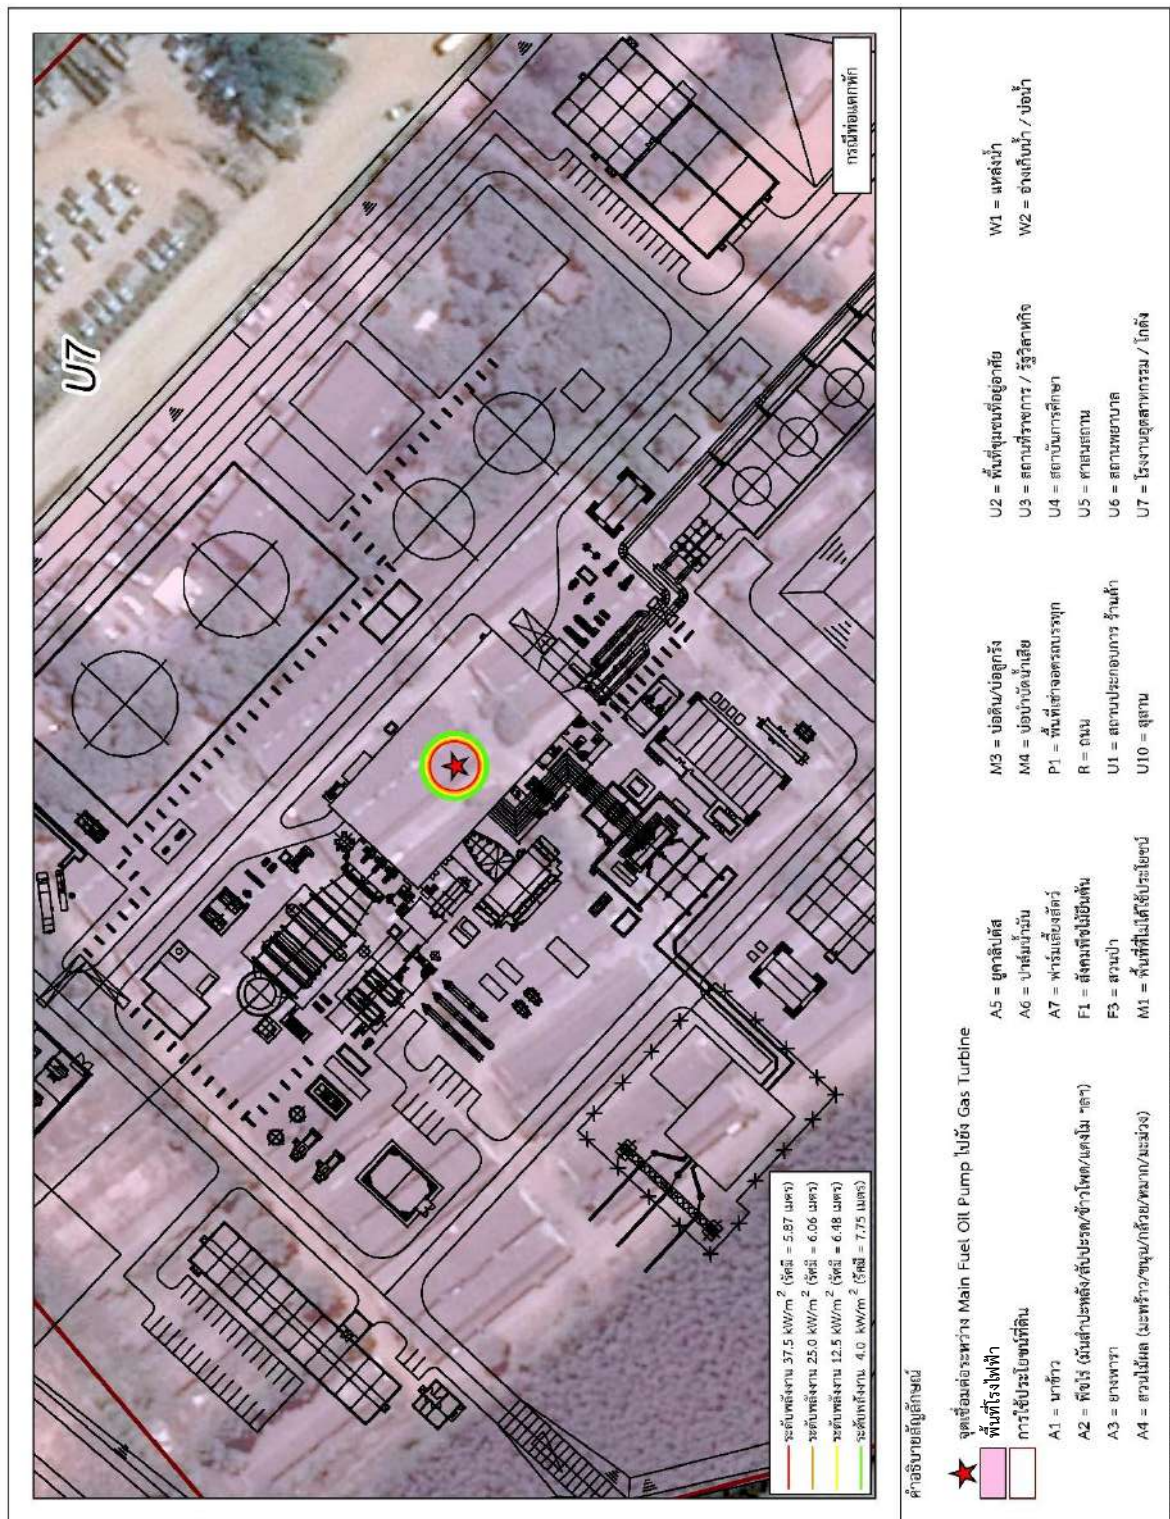 U7
กรณีท่อแตกหัก
ระดับพลังงาน 37.5 kW/m² (รัศมี = 5.87 เมตร)
ระดับพลังงาน 25.0 kW/m² (รัศมี = 6.06 เมตร)
ระดับพลังงาน 12.5 kW/m² (รัศมี = 6.48 เมตร)
ระดับพลังงาน 4.0 kW/m² (รัศมี = 7.75 เมตร)
คำอธิบายสัญลักษณ์
จุดเชื่อมต่อระหว่าง Main Fuel Oil Pump ไปยัง Gas Turbine
พื้นที่โรงไฟฟ้า
การใช้ประโยชน์ที่ดิน
A1 = นาข้าว
A2 = พืชไร่ (มันสำปะหลัง/สับปะรด/ข้าวโพด/แตงโม ฯลฯ)
A3 = ยางพารา
A4 = สวนไม้ผล (มะพร้าว/ขนุน/กล้วย/หมาก/มะม่วง)
A5 = ยูคาลิปตัส
A6 = ปาล์มน้ำมัน
A7 = ฟาร์มเลี้ยงสัตว์
F1 = สังคมพืชไม้ยืนต้น
F3 = สวนป่า
M1 = พื้นที่ที่ไม่ได้ใช้ประโยชน์
M3 = บ่อดิน/บ่อลูกรัง
M4 = บ่อบำบัดน้ำเสีย
P1 = พื้นที่เช่าจอดรถบรรทุก
R = ถนน
U1 = สถานประกอบการ ร้านค้า
U10 = สุสาน
U2 = พื้นที่ชุมชนที่อยู่อาศัย
U3 = สถานที่ราชการ / รัฐวิสาหกิจ
U4 = สถาบันการศึกษา
U5 = ศาสนสถาน
U6 = สถานพยาบาล
U7 = โรงงานอุตสาหกรรม / โกดัง
W1 = แหล่งน้ำ
W2 = อ่างเก็บน้ำ / บ่อน้ำ